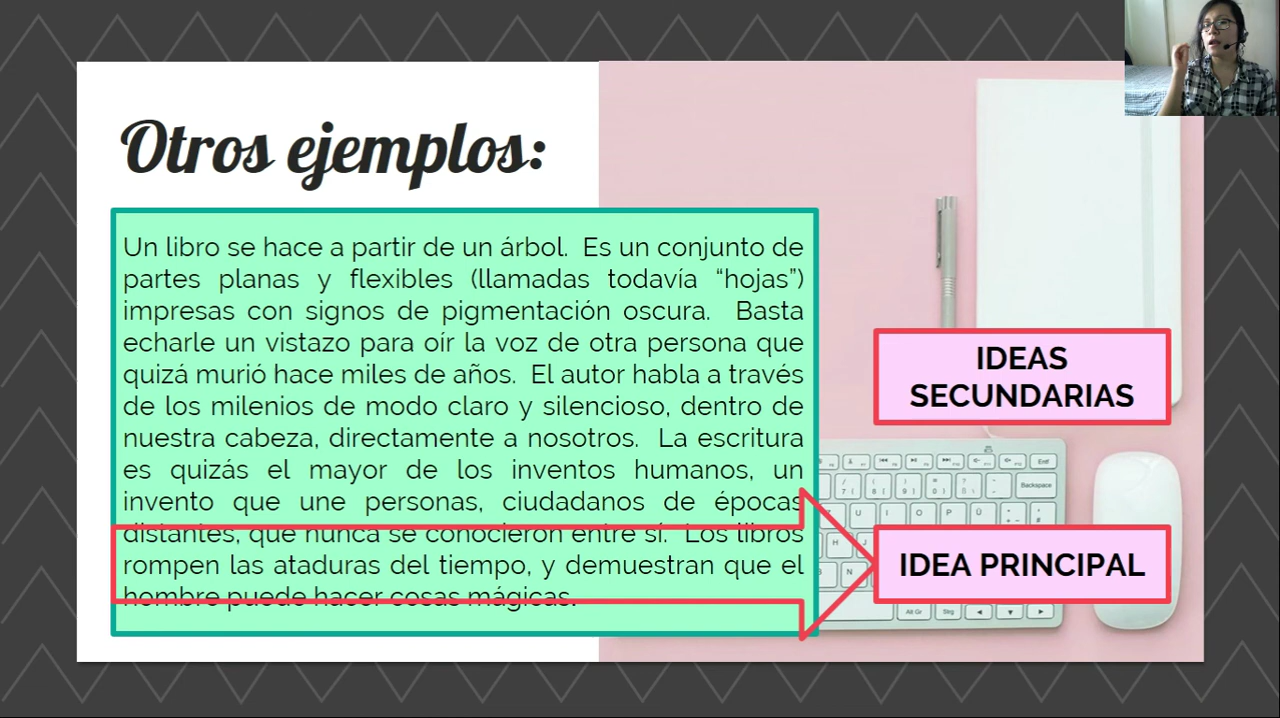 Otros ejemplos:
Un libro se hace a partir de un árbol. Es un conjunto de
partes planas y flexibles (llamadas todavía “hojas”)
impresas con signos de pigmentación oscura. Basta
echarle un vistazo para oír la voz de otra persona que
quizá murió hace miles de años. El autor habla a través
de los milenios de modo claro y silencioso, dentro de
nuestra cabeza, directamente a nosotros. La escritura
es quizás el mayor de los inventos humanos, un
invento que une personas, ciudadanos de épocas
distantes, que nunca se conocieron entre sí. Los libros
rompen las ataduras del tiempo, y demuestran que el
hombre puede hacer cosas mágicas.
IDEAS
SECUNDARIAS
IDEA PRINCIPAL
Backspace
Alt Gr